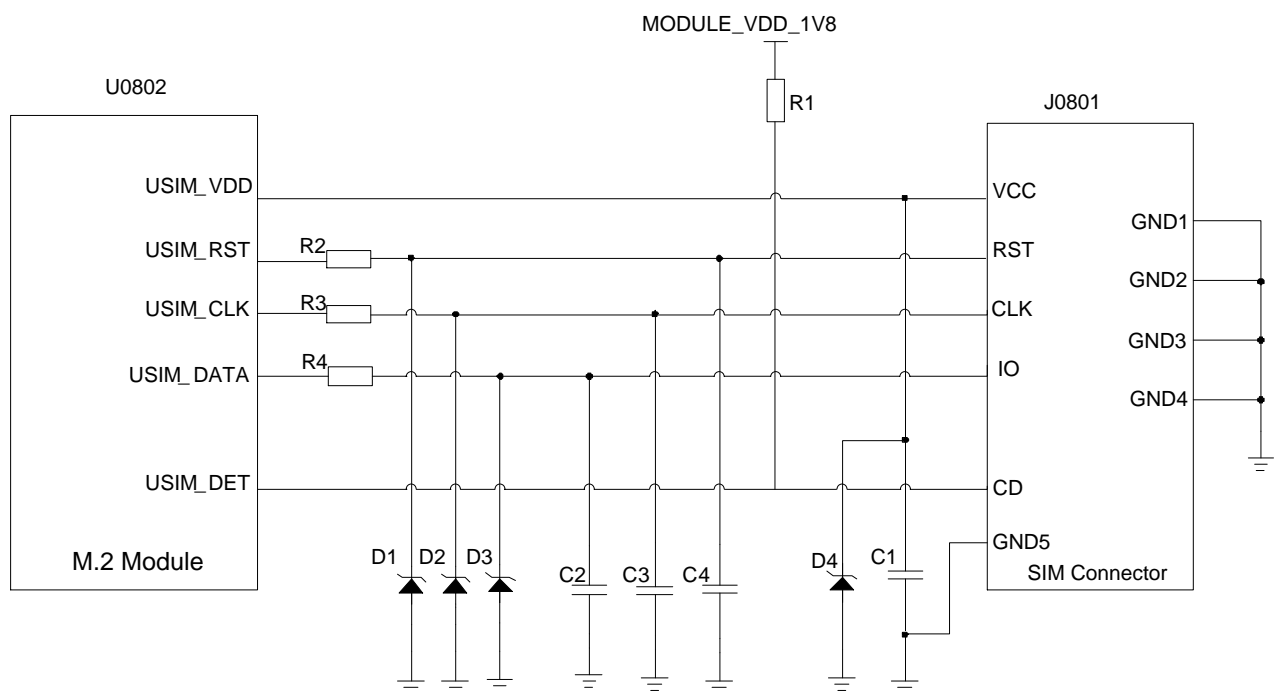 MODULE_VDD_1V8
U0802
R1
J0801
USIM_VDD
VCC
GND1
USIM_RST
R2
RST
GND2
USIM_CLK
R3
CLK
GND3
USIM_DATA
R4
IO
GND4
USIM_DET
CD
GND5
M.2 Module
D1
D2
D3
C2
C3
C4
D4
C1
SIM Connector